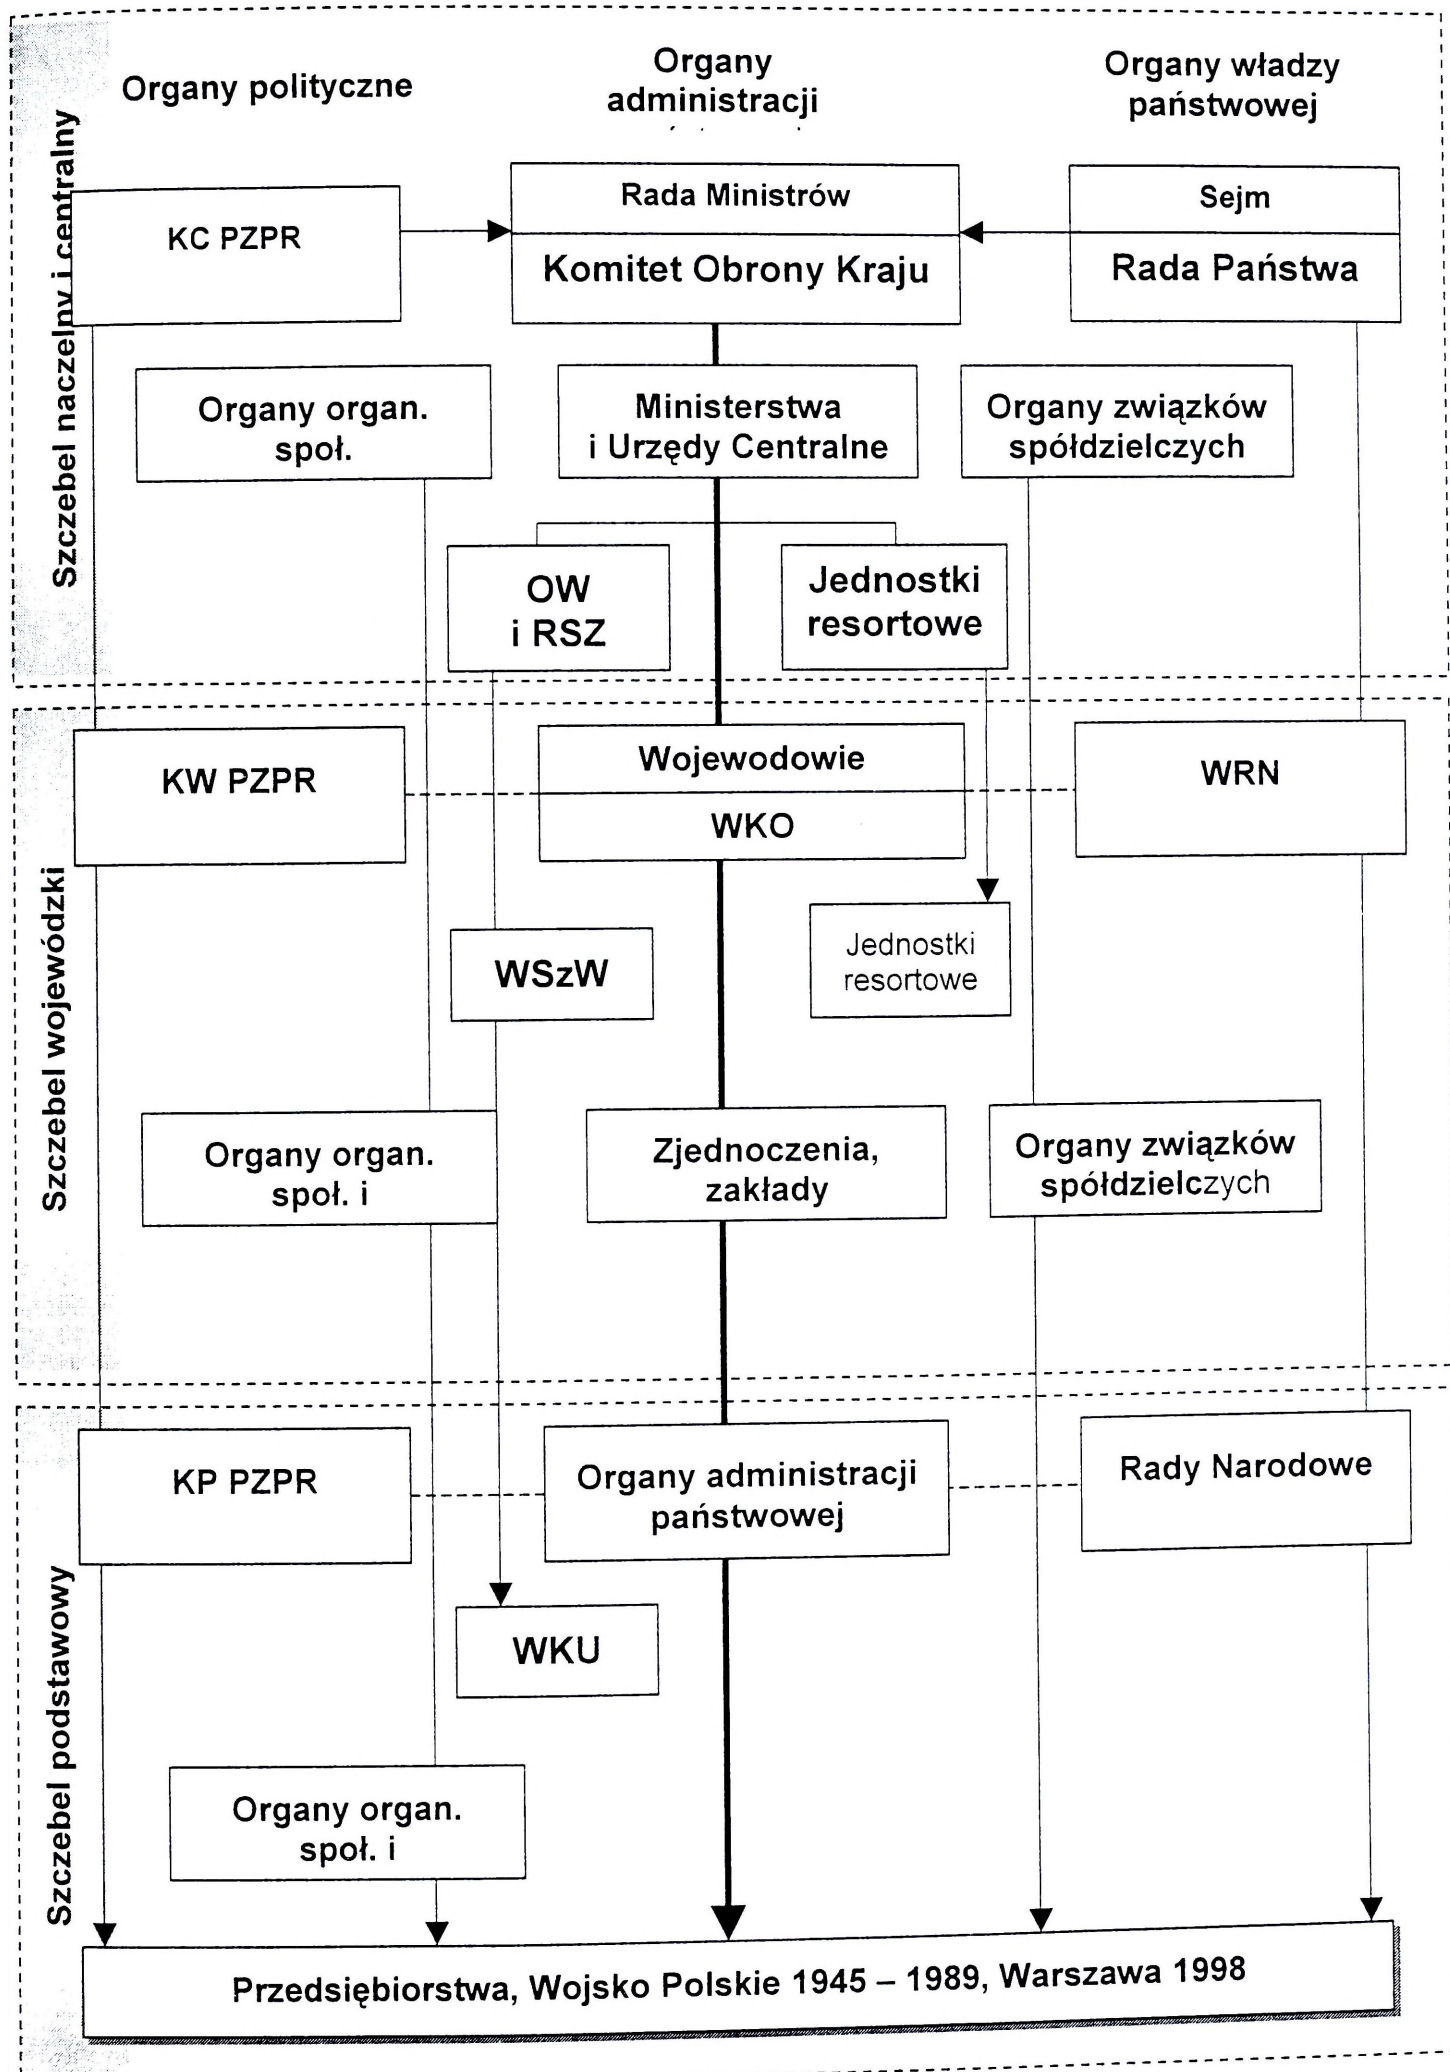 Organy polityczne
Organy
administracji
Organy władzy
państwowej
Szczebel naczelny i centralny
KC PZPR
Rada Ministrów
Komitet Obrony Kraju
Sejm
Rada Państwa
Organy organ.
społ.
Ministerstwa
i Urzędy Centralne
Organy związków
spółdzielczych
OW
i RSZ
Jednostki
resortowe
Szczebel wojewódzki
KW PZPR
Wojewodowie
WKO
WRN
WSzW
Jednostki
resortowe
Organy organ.
społ. i
Zjednoczenia,
zakłady
Organy związków
spółdzielczych
Szczebel podstawowy
KP PZPR
Organy administracji
państwowej
Rady Narodowe
WKU
Organy organ.
społ. i
Przedsiębiorstwa, Wojsko Polskie 1945 – 1989, Warszawa 1998